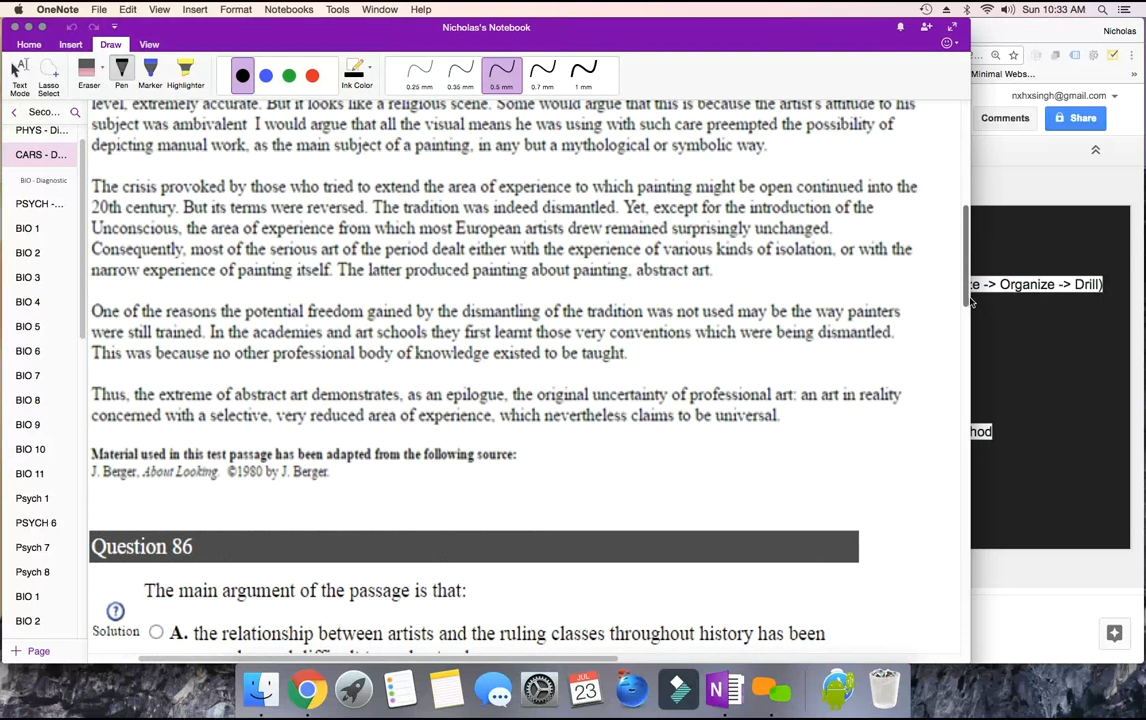 OneNote File Edit View Insert Format Notebooks Tools Window Help Sun 10:33 AM
Nicholas's Notebook
Nicholas
Home Insert Draw View
Text Mode Lasso Select Eraser Pen Marker Highlighter Ink Color 0.25 mm 0.35 mm 0.5 mm 0.7 mm 1 mm
Minimal Webs...
nxhxsingh@gmail.com
Comments Share
Seco...
PHYS - Di...
CARS - D...
BIO - Diagnostic
PSYCH -...
BIO 1
BIO 2
BIO 3
BIO 4
BIO 5
BIO 6
BIO 7
BIO 8
BIO 9
BIO 10
BIO 11
Psych 1
PSYCH 6
Psych 7
Psych 8
BIO 1
BIO 2
+ Page
level, extremely accurate. But it looks like a religious scene. Some would argue that this is because the artist's attitude to his
subject was ambivalent I would argue that all the visual means he was using with such care preempted the possibility of
depicting manual work, as the main subject of a painting, in any but a mythological or symbolic way.
The crisis provoked by those who tried to extend the area of experience to which painting might be open continued into the
20th century. But its terms were reversed. The tradition was indeed dismantled. Yet, except for the introduction of the
Unconscious, the area of experience from which most European artists drew remained surprisingly unchanged.
Consequently, most of the serious art of the period dealt either with the experience of various kinds of isolation, or with the
narrow experience of painting itself. The latter produced painting about painting, abstract art.
One of the reasons the potential freedom gained by the dismantling of the tradition was not used may be the way painters
were still trained. In the academies and art schools they first learnt those very conventions which were being dismantled.
This was because no other professional body of knowledge existed to be taught.
Thus, the extreme of abstract art demonstrates, as an epilogue, the original uncertainty of professional art: an art in reality
concerned with a selective, very reduced area of experience, which nevertheless claims to be universal.
Material used in this test passage has been adapted from the following source:
J. Berger, About Looking. ©1980 by J. Berger.
Question 86
The main argument of the passage is that:
Solution
A. the relationship between artists and the ruling classes throughout history has been
ze -> Organize -> Drill)
hod
JUL
23